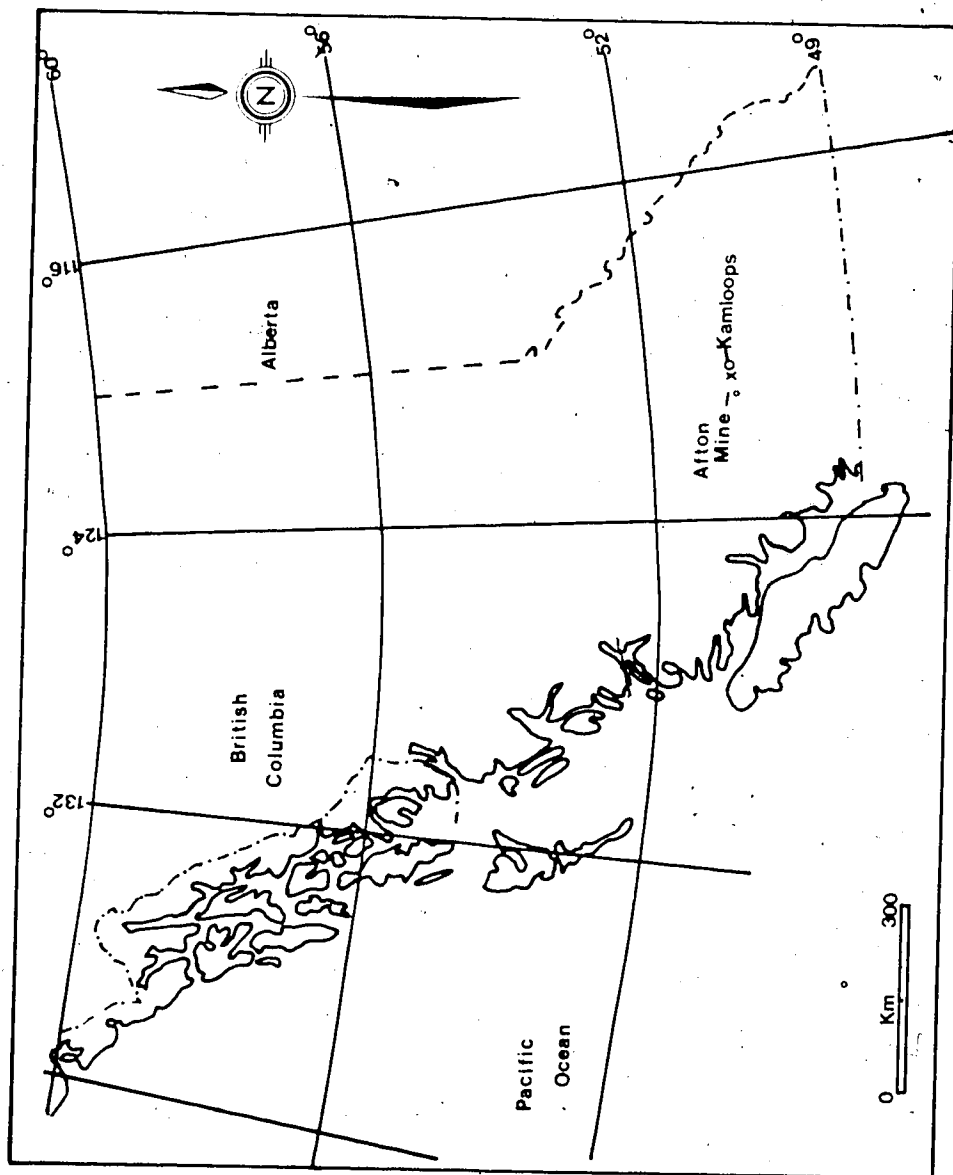 60°
56°
52°
49°
N
116°
124°
132°
Alberta
British
Columbia
Afton
Mine
Kamloops
Pacific
Ocean
0 Km 300